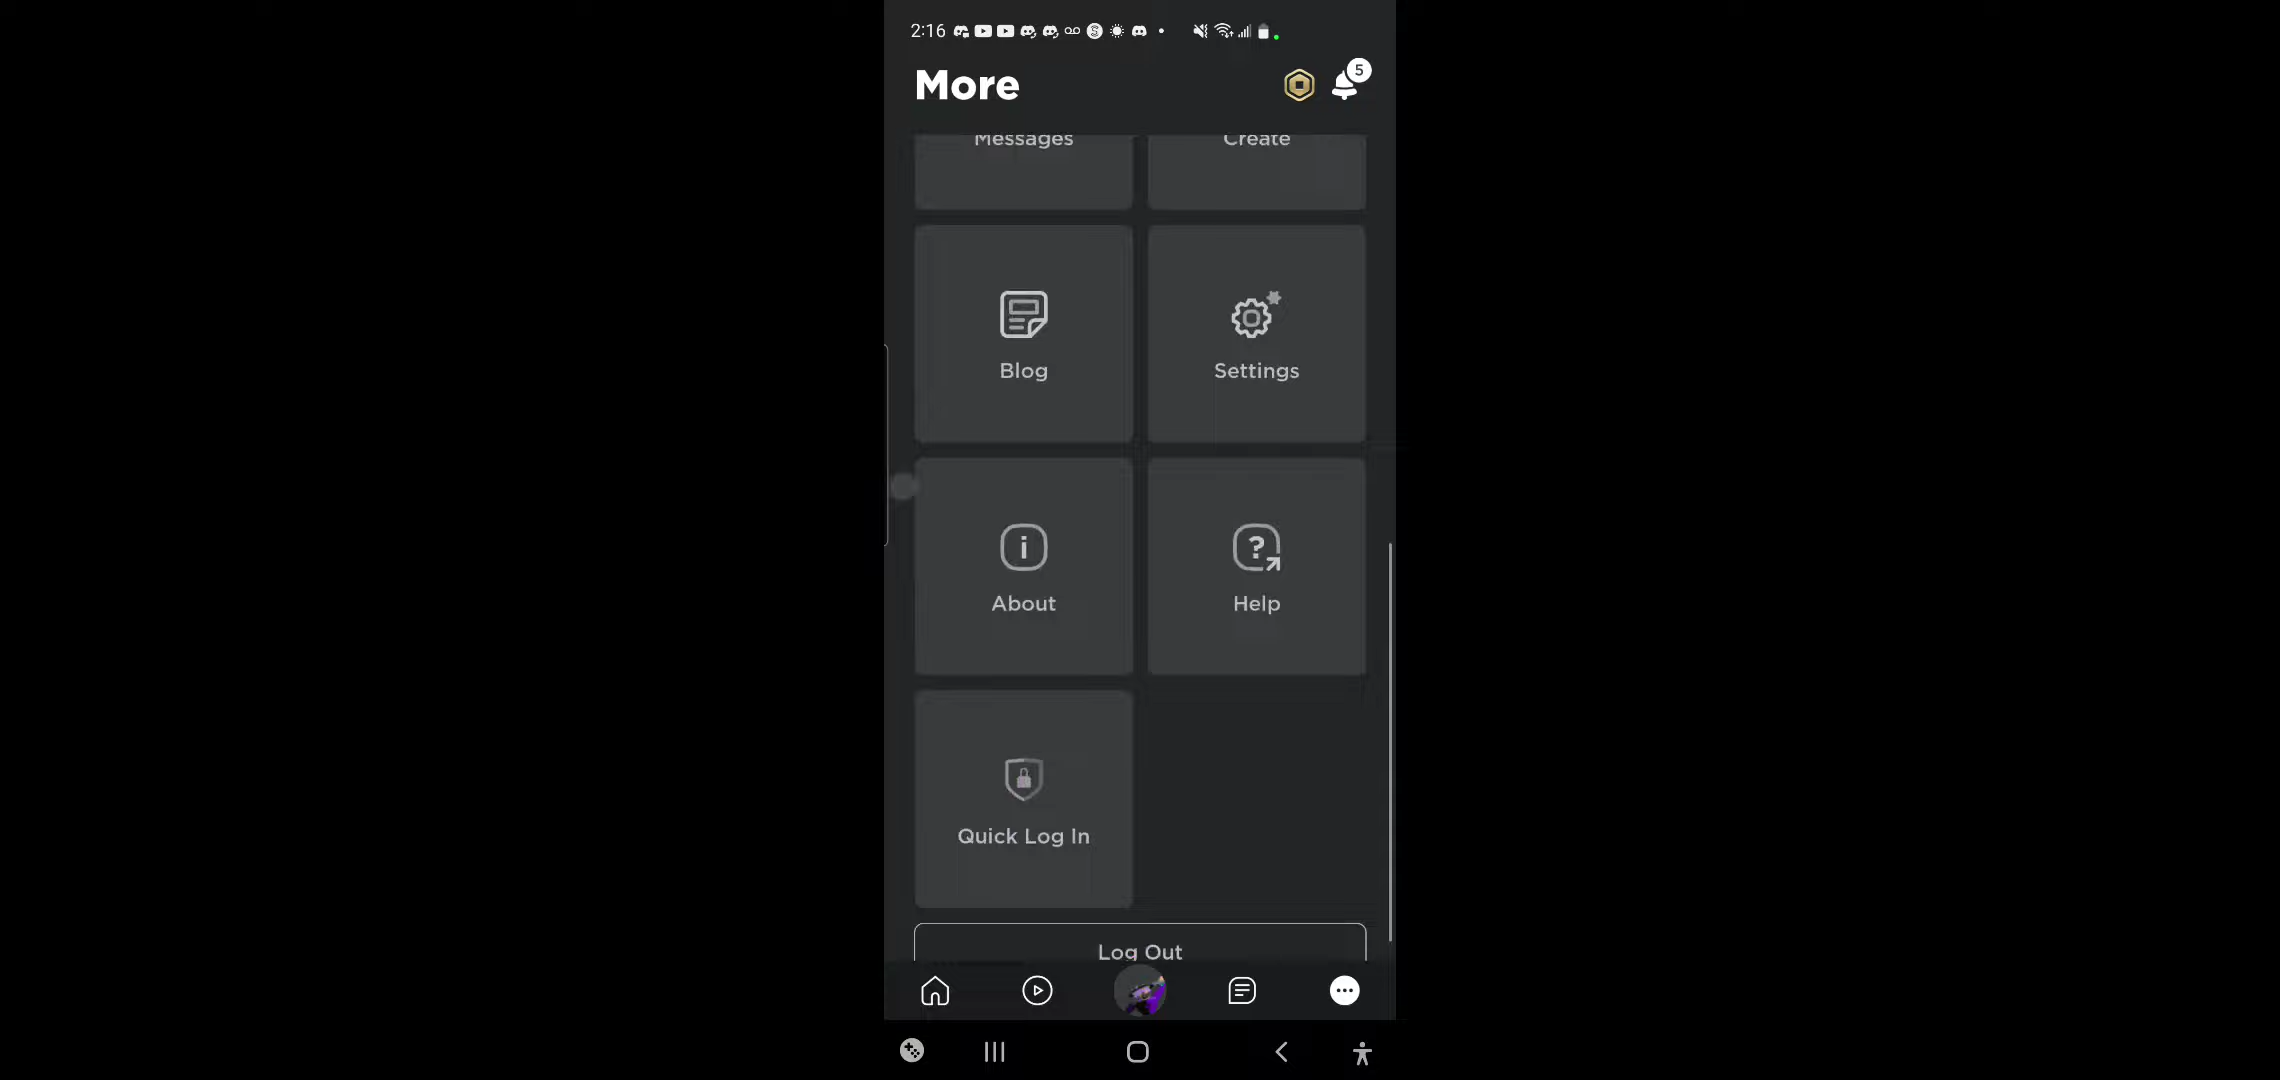 2:16
More
5
Messages
Create
Blog
Settings
About
Help
Quick Log In
Log Out